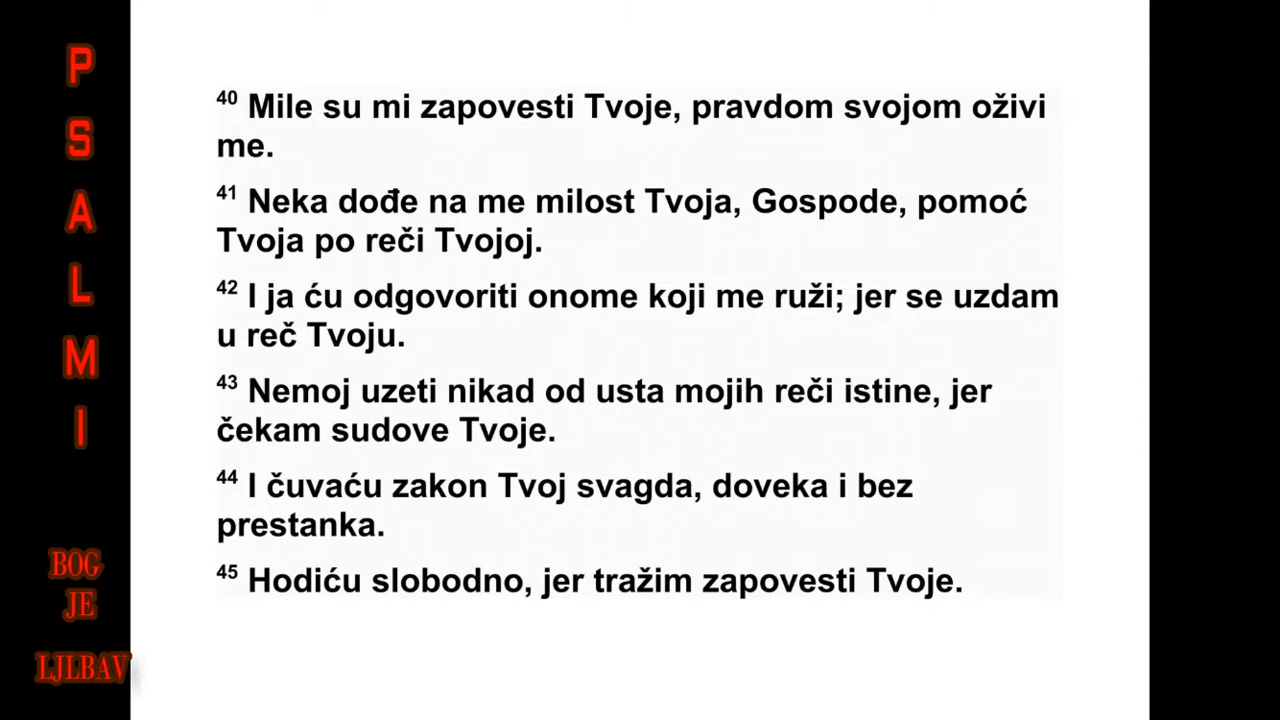 PSALMI
BOG
JE
LJLBAV
40 Mile su mi zapovesti Tvoje, pravdom svojom oživi
me.
41 Neka dođe na me milost Tvoja, Gospode, pomoć
Tvoja po reči Tvojoj.
42 I ja ću odgovoriti onome koji me ruži; jer se uzdam
u reč Tvoju.
43 Nemoj uzeti nikad od usta mojih reči istine, jer
čekam sudove Tvoje.
44 I čuvaću zakon Tvoj svagda, doveka i bez
prestanka.
45 Hodiću slobodno, jer tražim zapovesti Tvoje.